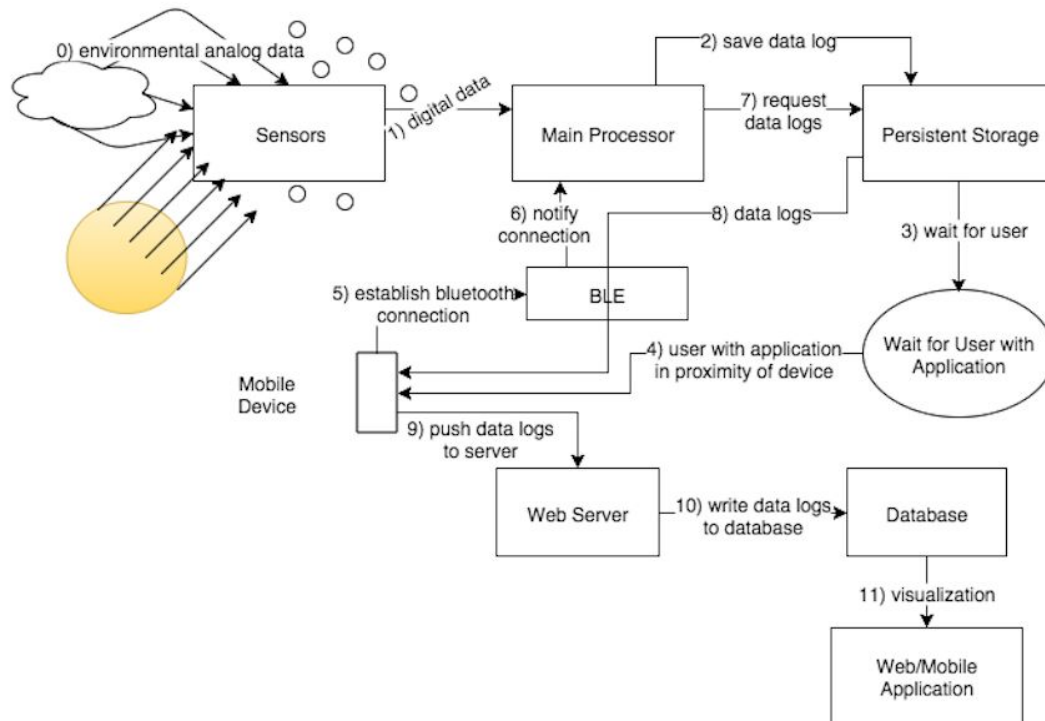 0) environmental analog data
Sensors
1) digital data
Main Processor
2) save data log
7) request
data logs
Persistent Storage
6) notify
connection
8) data logs
3) wait for user
5) establish bluetooth
connection
BLE
4) user with application
in proximity of device
Wait for User with
Application
Mobile
Device
9) push data logs
to server
Web Server
10) write data logs
to database
Database
11) visualization
Web/Mobile
Application